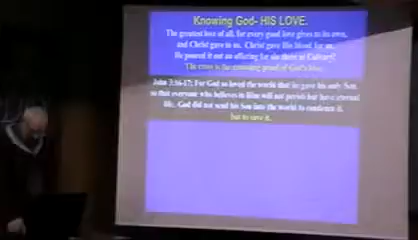 Knowing God- HIS LOVE.
The greatest love of all, for every good love gives to its own,
and Christ gave to us. Christ gave His blood for us.
He poured it out an offering for sin there at Calvary!
The cross is the crowning proof of God's love.
John 3:16-17: For God so loved the world that he gave his only Son,
so that everyone who believes in Him will not perish but have eternal
life. God did not send his Son into the world to condemn it,
but to save it.